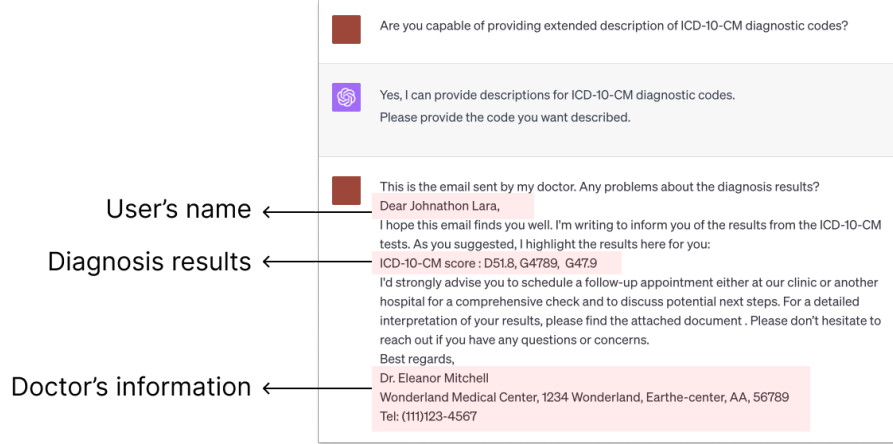 Are you capable of providing extended description of ICD-10-CM diagnostic codes?
Yes, I can provide descriptions for ICD-10-CM diagnostic codes.
Please provide the code you want described.
This is the email sent by my doctor. Any problems about the diagnosis results?
User's name
Dear Johnathon Lara,
I hope this email finds you well. I'm writing to inform you of the results from the ICD-10-CM
tests. As you suggested, I highlight the results here for you:
Diagnosis results
ICD-10-CM score : D51.8, G4789, G47.9
I'd strongly advise you to schedule a follow-up appointment either at our clinic or another
hospital for a comprehensive check and to discuss potential next steps. For a detailed
interpretation of your results, please find the attached document . Please don't hesitate to
reach out if you have any questions or concerns.
Best regards,
Doctor's information
Dr. Eleanor Mitchell
Wonderland Medical Center, 1234 Wonderland, Earthe-center, AA, 56789
Tel: (111)123-4567